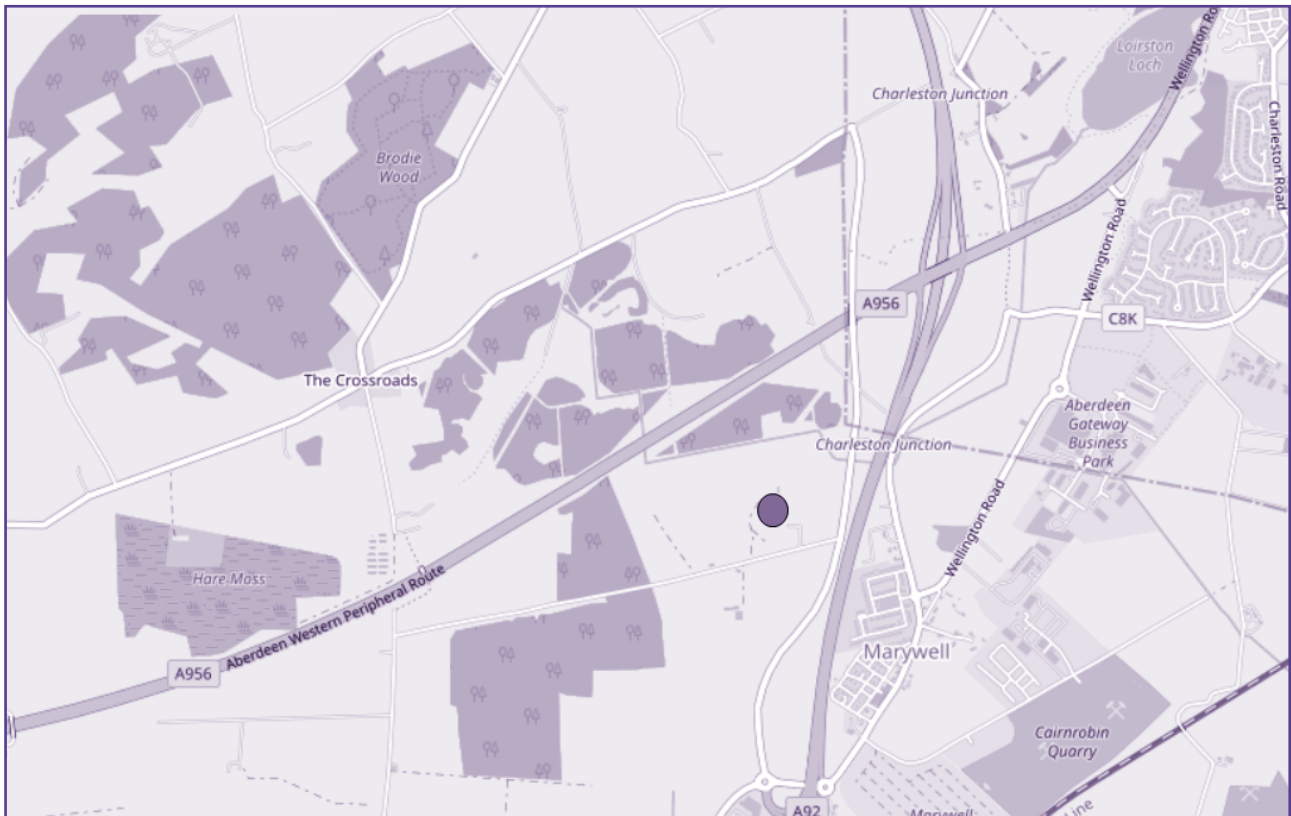 Loirston
Loch
Wellington Ro
Charleston Junction
Charleston Road
Brodie
Wood
Wellington Road
A956
C8K
The Crossroads
Aberdeen
Gateway
Business
Park
Charleston Junction
Wellington Road
Hare Moss
Aberdeen Western Peripheral Route
A956
Marywell
Cairnrobin
Quarry
A92
Marywell
Line